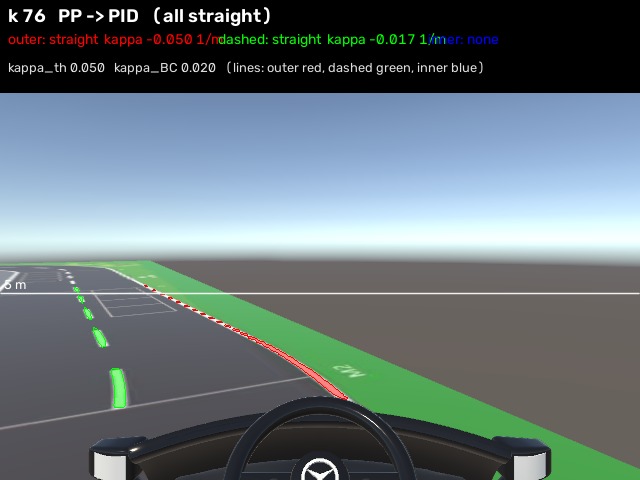 k 76 PP -> PID (all straight)
outer: straight kappa -0.050 1/m dashed: straight kappa -0.017 1/m inner: none
kappa_th 0.050 kappa_BC 0.020 (lines: outer red, dashed green, inner blue)
M2